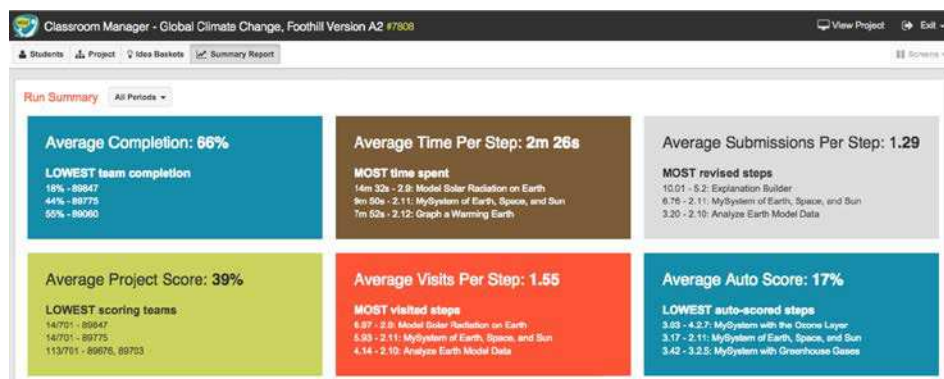 Classroom Manager - Global Climate Change, Foothill Version A2 #7808
View Project Exit
Students Project Idea Baskets Summary Report
Screens
Run Summary All Periods
Average Completion: 66%
LOWEST team completion
18% - 89847
44% - 89775
55% - 89060
Average Time Per Step: 2m 26s
MOST time spent
14m 32s - 2.9: Model Solar Radiation on Earth
9m 50s - 2.11: MySystem of Earth, Space, and Sun
7m 52s - 2.12: Graph a Warming Earth
Average Submissions Per Step: 1.29
MOST revised steps
10.01 - 5.2: Explanation Builder
6.76 - 2.11: MySystem of Earth, Space, and Sun
3.20 - 2.10: Analyze Earth Model Data
Average Project Score: 39%
LOWEST scoring teams
14/701 - 89847
14/701 - 89775
113/701 - 89676, 89703
Average Visits Per Step: 1.55
MOST visited steps
6.97 - 2.9: Model Solar Radiation on Earth
5.93 - 2.11: MySystem of Earth, Space, and Sun
4.14 - 2.10: Analyze Earth Model Data
Average Auto Score: 17%
LOWEST auto-scored steps
3.03 - 4.2.7: MySystem with the Ozone Layer
3.17 - 2.11: MySystem of Earth, Space, and Sun
3.42 - 3.2.5: MySystem with Greenhouse Gases